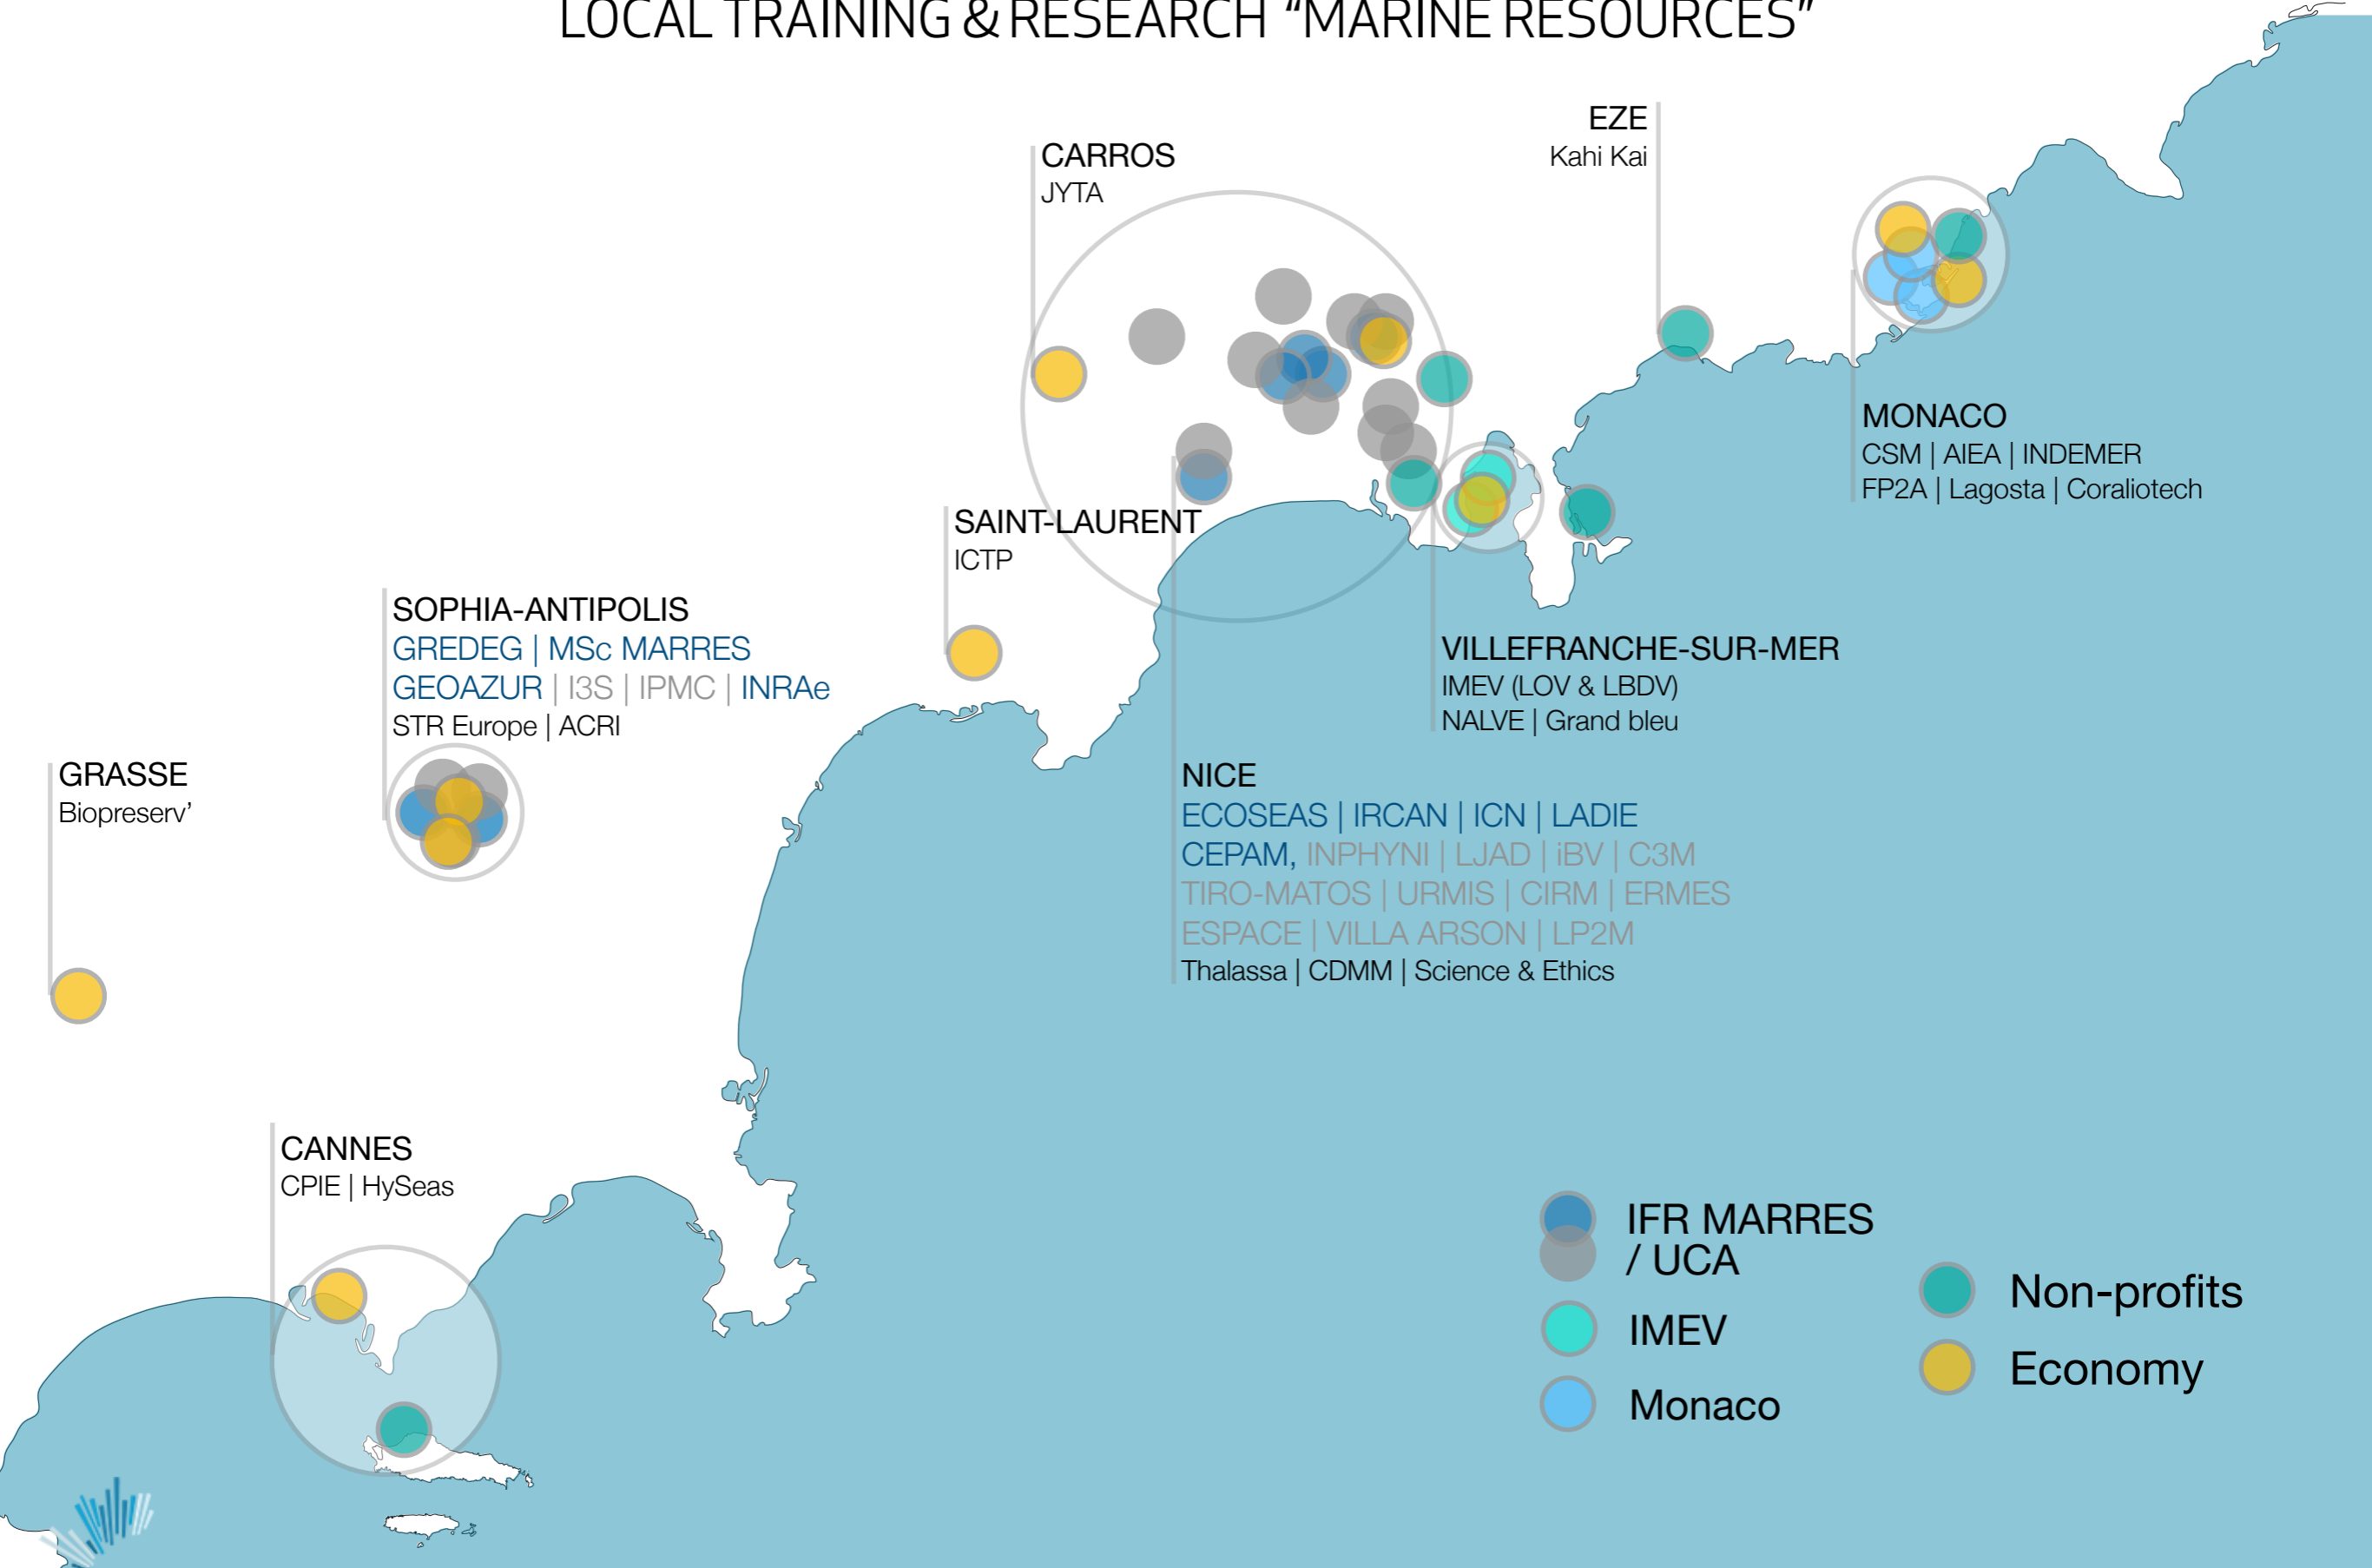 LOCAL TRAINING & RESEARCH “MARINE RESOURCES”
EZE
Kahi Kai
CARROS
JYTA
MONACO
CSM | AIEA | INDEMER
FP2A | Lagosta | Coraliotech
SAINT-LAURENT
ICTP
SOPHIA-ANTIPOLIS
GREDEG | MSc MARRES
GEOAZUR | I3S | IPMC | INRAe
STR Europe | ACRI
VILLEFRANCHE-SUR-MER
IMEV (LOV & LBDV)
NALVE | Grand bleu
GRASSE
Biopreserv’
NICE
ECOSEAS | IRCAN | ICN | LADIE
CEPAM, INPHYNI | LJAD | iBV | C3M
TIRO-MATOS | URMIS | CIRM | ERMES
ESPACE | VILLA ARSON | LP2M
Thalassa | CDMM | Science & Ethics
CANNES
CPIE | HySeas
IFR MARRES
/ UCA
IMEV
Monaco
Non-profits
Economy